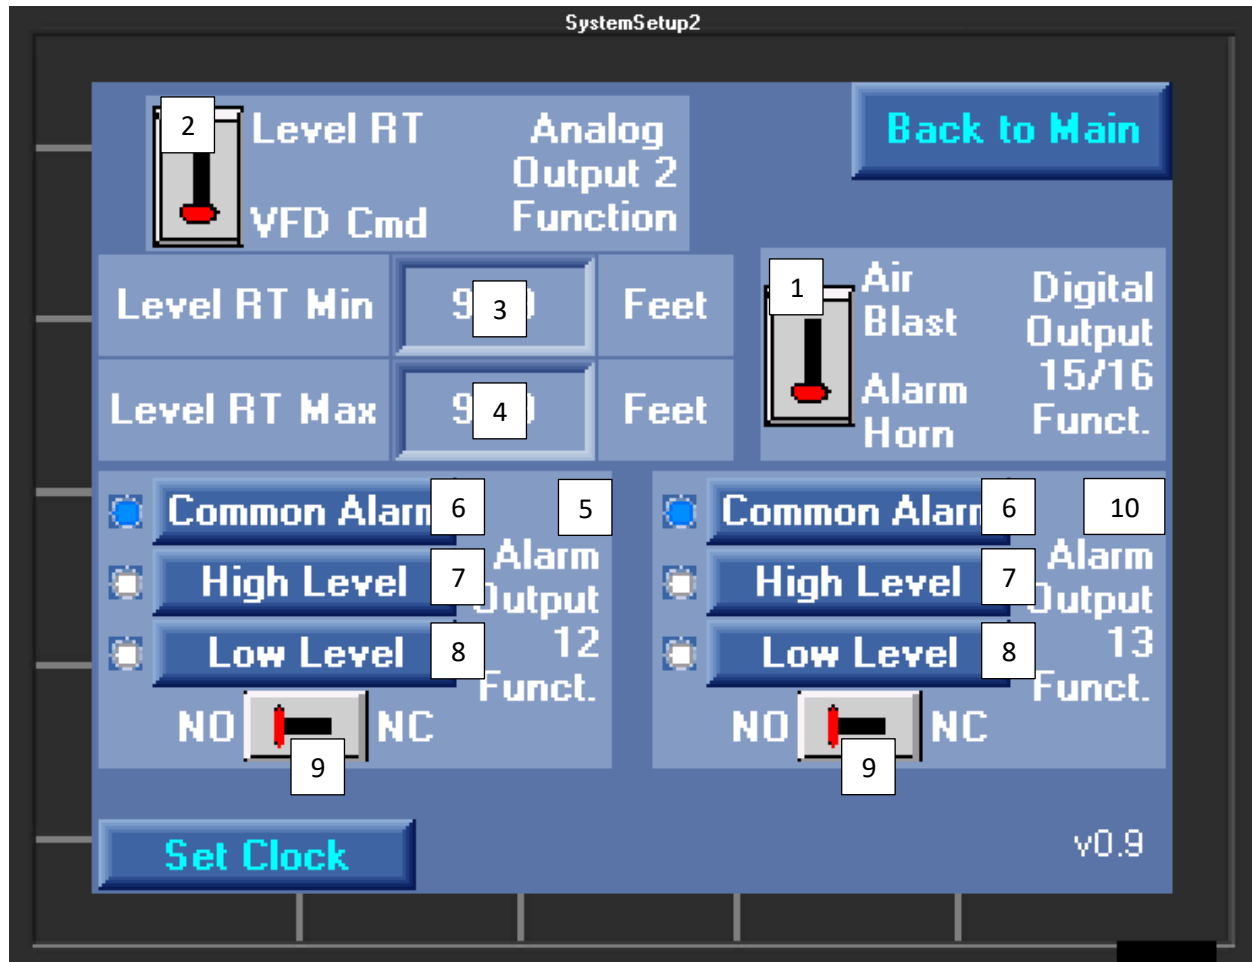 SystemSetup2
2
Level RT
VFD Cmd
Analog
Output 2
Function
Back to Main
Level RT Min
3
Feet
Level RT Max
4
Feet
1
Air
Blast
Alarm
Horn
Digital
Output
15/16
Funct.
Common Alarm
6
5
High Level
7
Low Level
8
Alarm
Output
12
Funct.
NO
NC
9
Common Alarm
6
10
High Level
7
Low Level
8
Alarm
Output
13
Funct.
NO
NC
9
Set Clock
v0.9